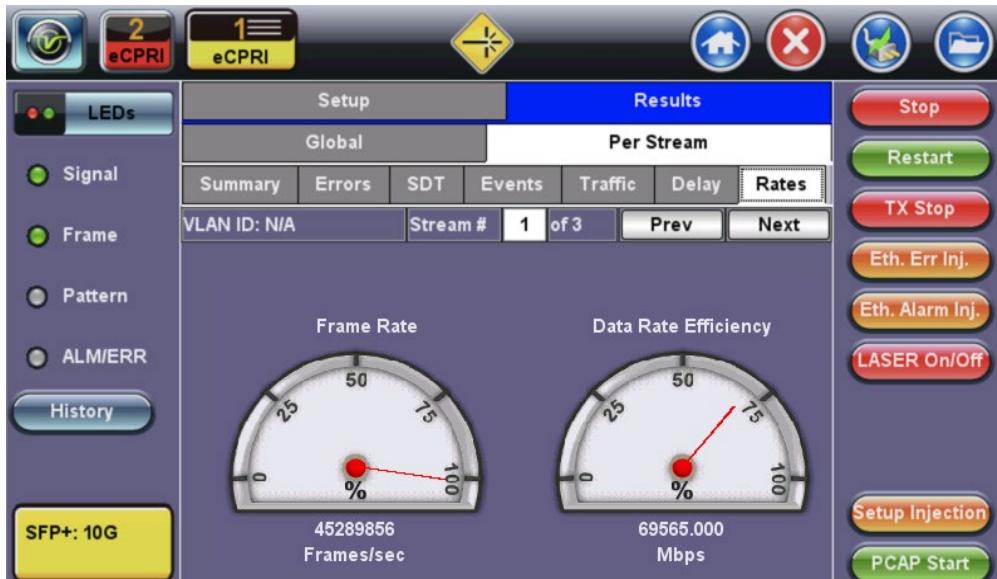 2
eCPRI
1
eCPRI
LEDs
Setup
Results
Stop
Global
Per Stream
Restart
Signal
Summary
Errors
SDT
Events
Traffic
Delay
Rates
TX Stop
VLAN ID: N/A
Stream #
1
of 3
Prev
Next
Frame
Eth. Err Inj.
Pattern
Eth. Alarm Inj.
Frame Rate
Data Rate Efficiency
ALM/ERR
LASER On/Off
History
0
25
50
75
100
%
0
25
50
75
100
%
SFP+: 10G
45289856
Frames/sec
69565.000
Mbps
Setup Injection
PCAP Start